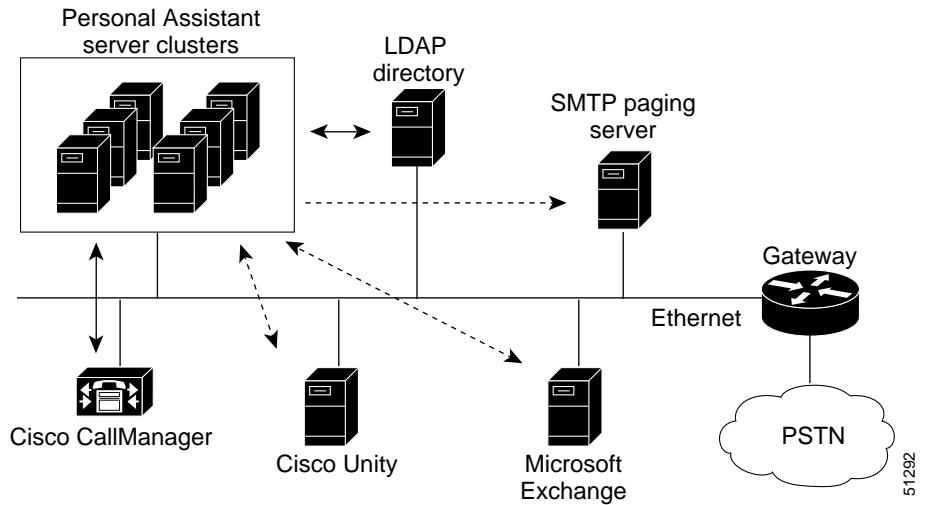 Personal Assistant
server clusters
LDAP
directory
SMTP paging
server
Gateway
Ethernet
Cisco CallManager
Cisco Unity
Microsoft
Exchange
PSTN
51292